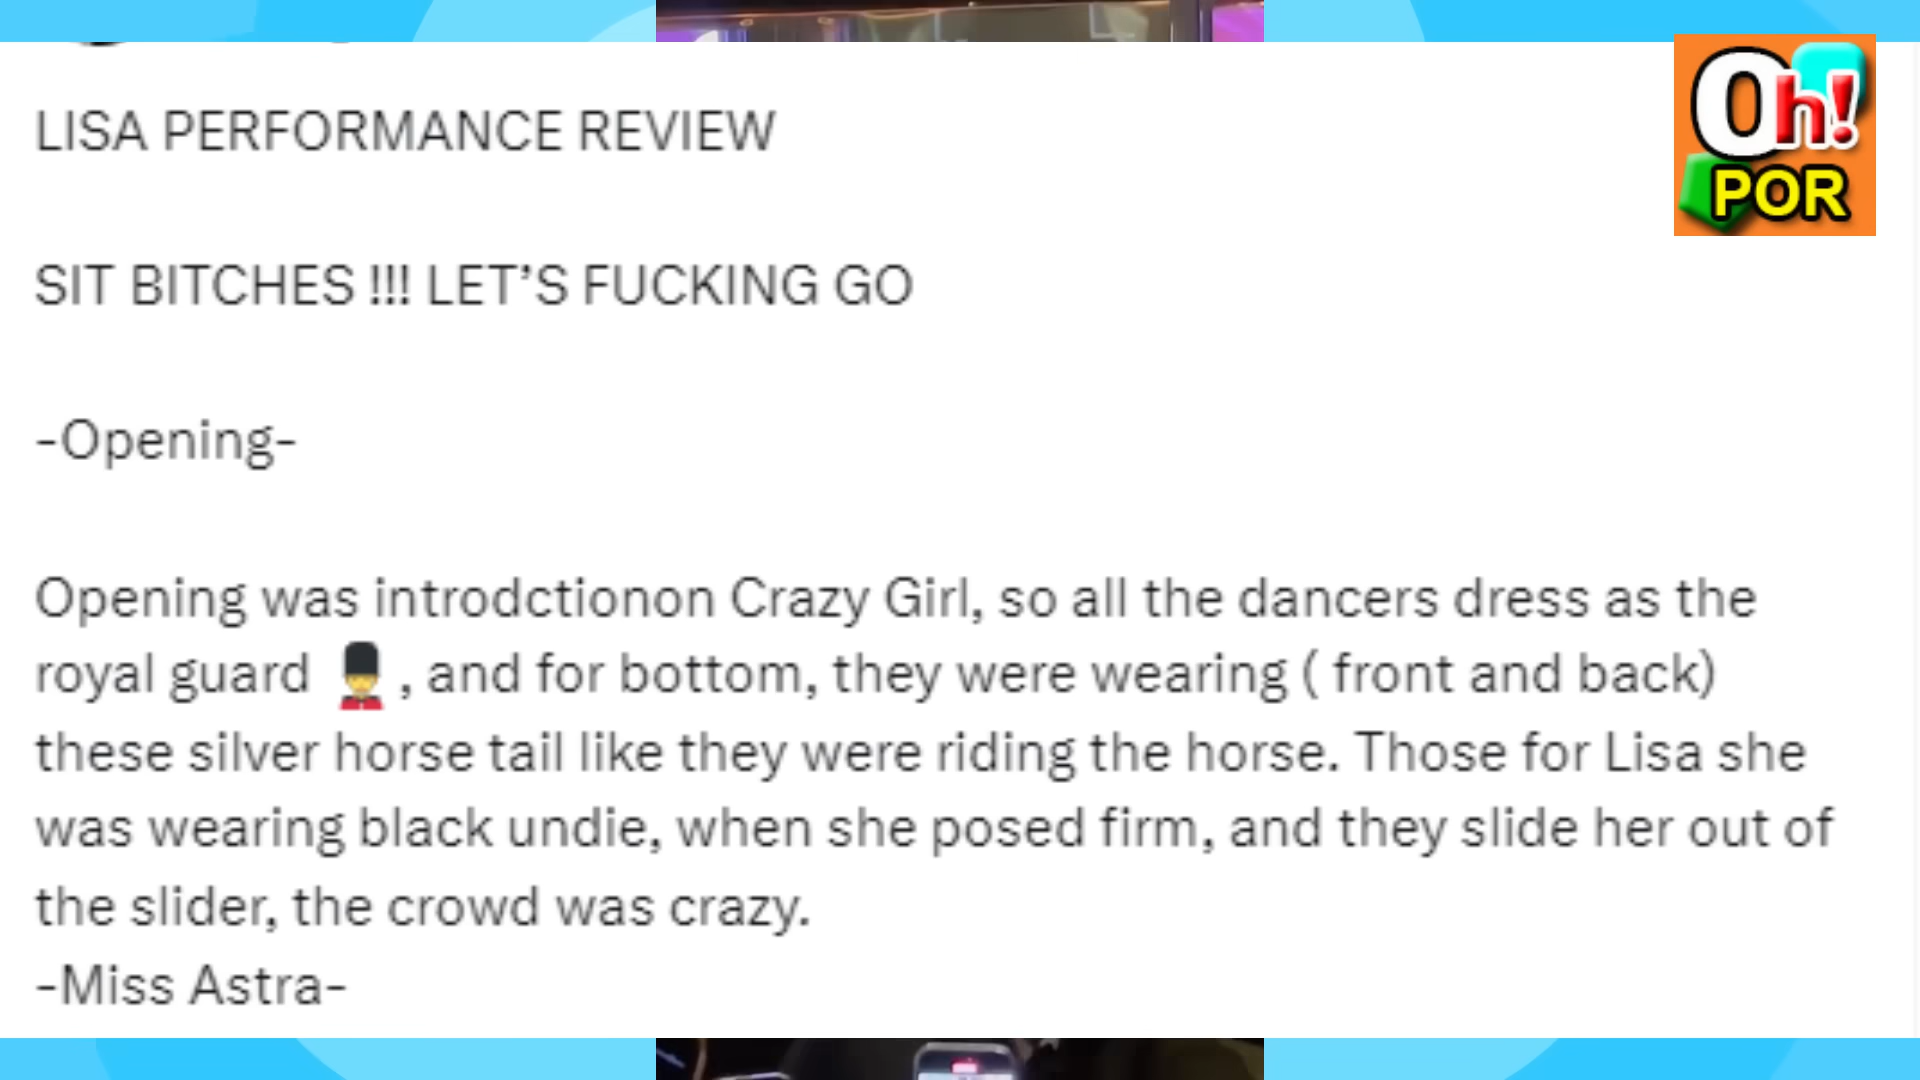 LISA PERFORMANCE REVIEW
Oh!
POR
SIT BITCHES !!! LET’S FUCKING GO
-Opening-
Opening was introdctionon Crazy Girl, so all the dancers dress as the
royal guard 💂, and for bottom, they were wearing ( front and back)
these silver horse tail like they were riding the horse. Those for Lisa she
was wearing black undie, when she posed firm, and they slide her out of
the slider, the crowd was crazy.
-Miss Astra-